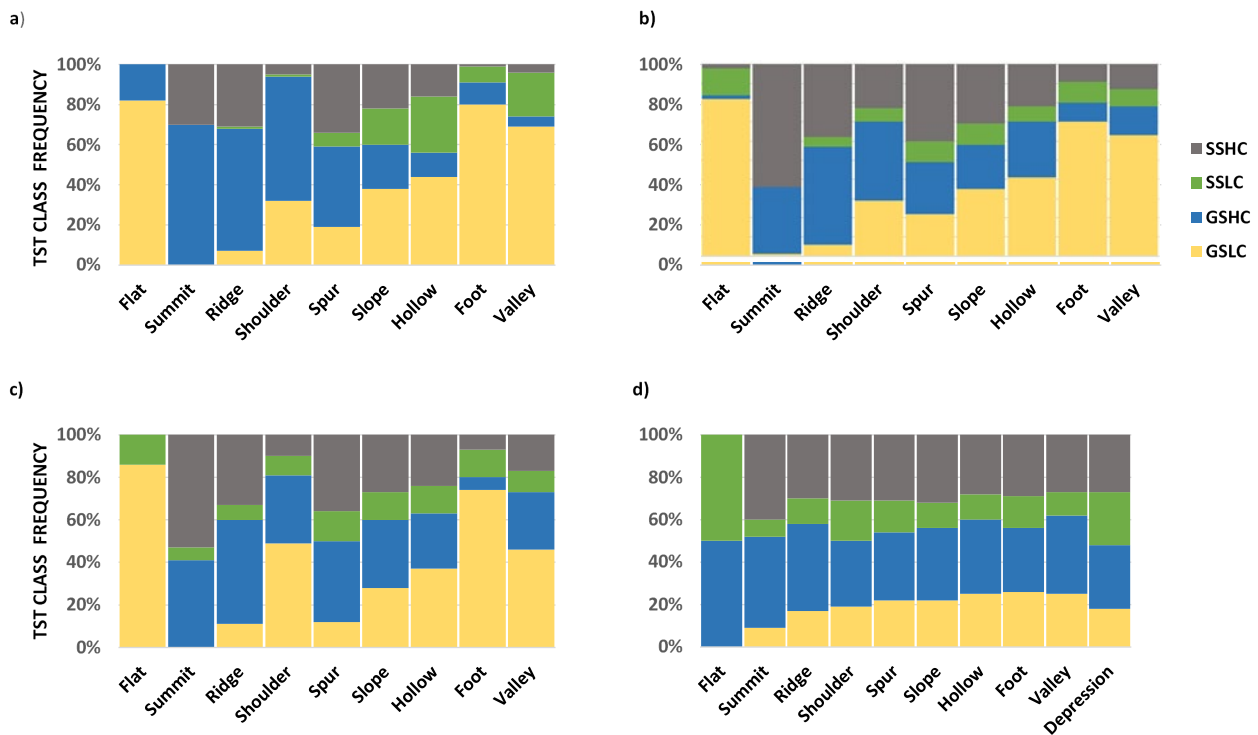 a)
b)
TST CLASS FREQUENCY
100%
80%
60%
40%
20%
0%
Flat
Summit
Ridge
Shoulder
Spur
Slope
Hollow
Foot
Valley
100%
80%
60%
40%
20%
0%
Flat
Summit
Ridge
Shoulder
Spur
Slope
Hollow
Foot
Valley
SSHC
SSLC
GSHC
GSLC
c)
d)
TST CLASS FREQUENCY
100%
80%
60%
40%
20%
0%
Flat
Summit
Ridge
Shoulder
Spur
Slope
Hollow
Foot
Valley
100%
80%
60%
40%
20%
0%
Flat
Summit
Ridge
Shoulder
Spur
Slope
Hollow
Foot
Valley
Depression